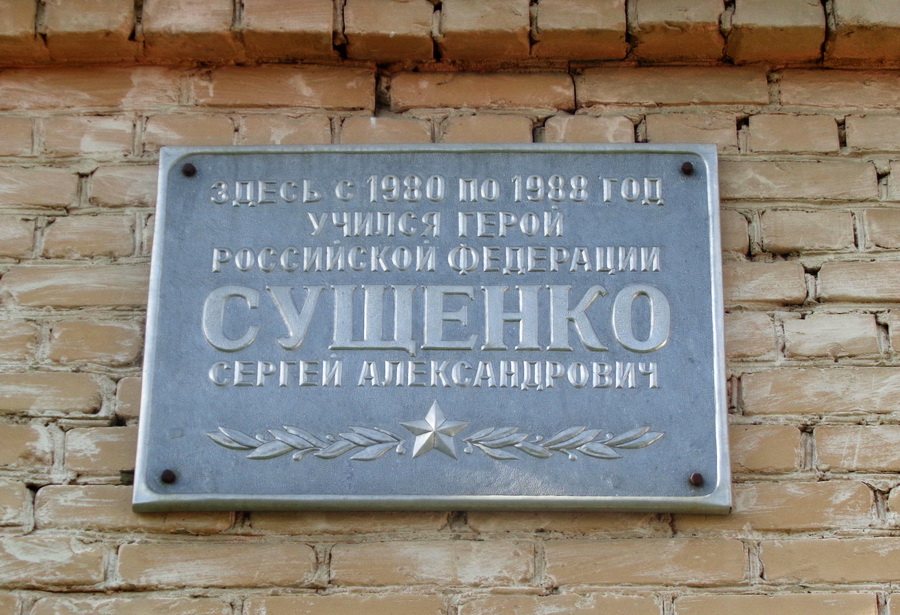 ЗДЕСЬ С 1980 ПО 1988 ГОД
УЧИЛСЯ ГЕРОЙ
РОССИЙСКОЙ ФЕДЕРАЦИИ
СУЩЕНКО
СЕРГЕЙ АЛЕКСАНДРОВИЧ